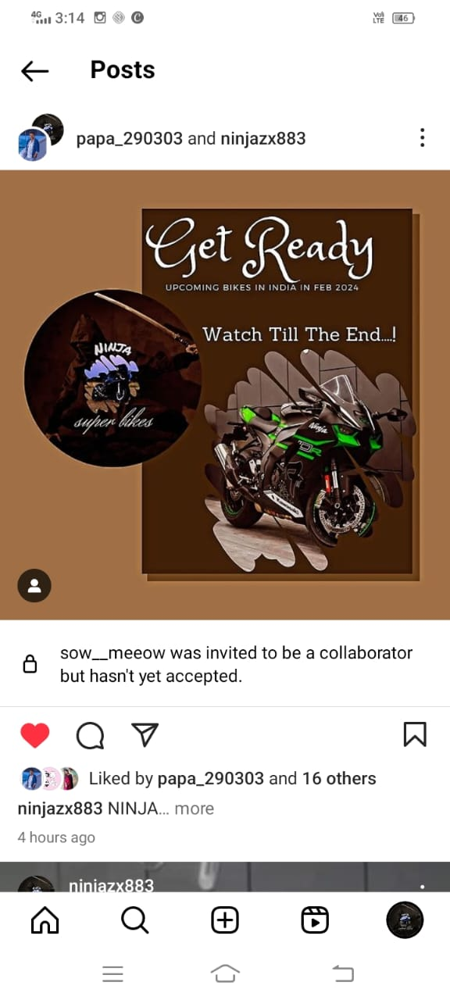 4G 3:14 VoI LTE 46
Posts
papa_290303 and ninjazx883
Get Ready
UPCOMING BIKES IN INDIA IN FEB 2024
Watch Till The End....!
NINJA
super bikes
Ninja
Kawasaki
sow__meeow was invited to be a collaborator
but hasn't yet accepted.
Liked by papa_290303 and 16 others
ninjazx883 NINJA... more
4 hours ago
ninjazx883